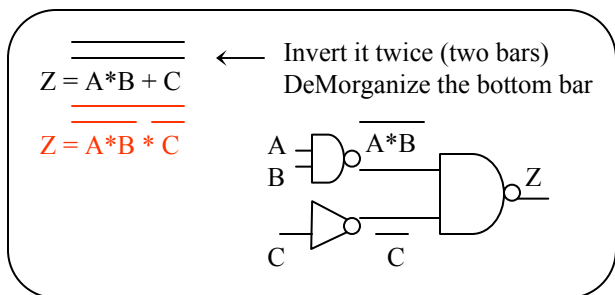 Invert it twice (two bars)
Z = A*B + C
DeMorganize the bottom bar
Z = A*B * C
A
A*B
B
Z
C
C